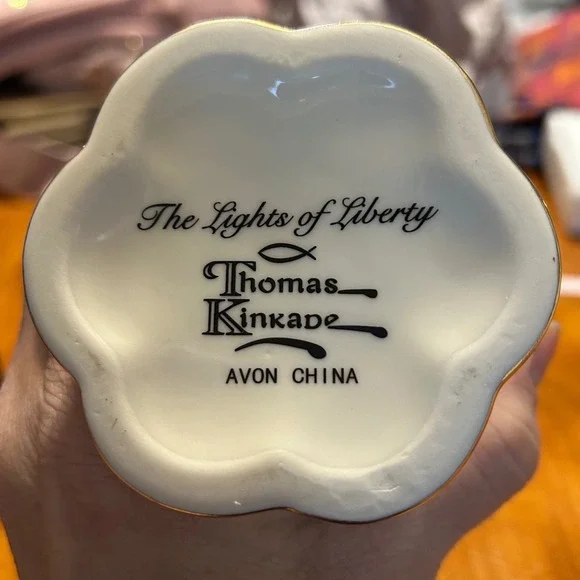 The Lights of Liberty
Thomas
Kinkade
AVON CHINA